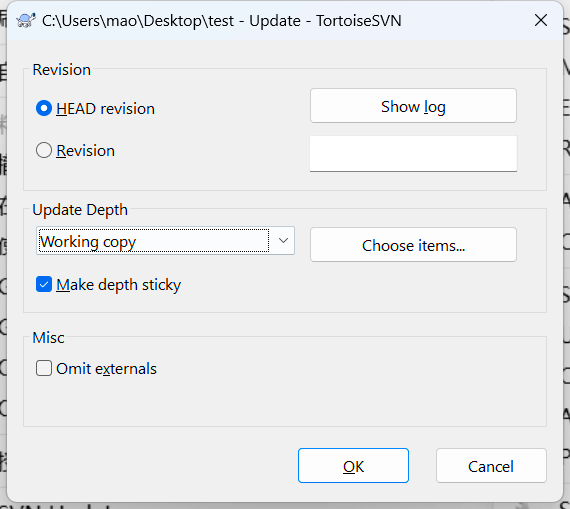 C:\Users\mao\Desktop\test - Update - TortoiseSVN
Revision
HEAD revision
Show log
Revision
Update Depth
Working copy
Choose items...
Make depth sticky
Misc
Omit externals
OK
Cancel